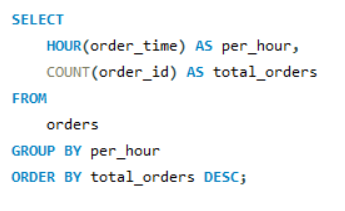 SELECT
    HOUR(order_time) AS per_hour,
    COUNT(order_id) AS total_orders
FROM
    orders
GROUP BY per_hour
ORDER BY total_orders DESC;